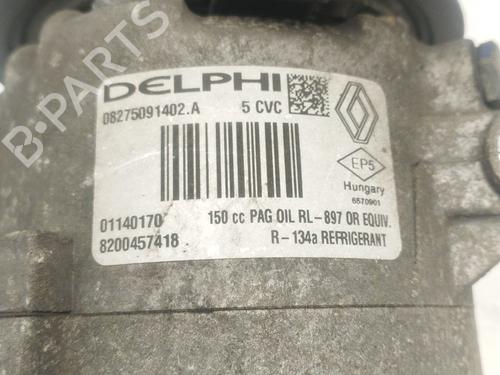 DELPHI
08275091402.A 5 CVC
EP5
Hungary
6570901
01140170
150 cc PAG OIL RL-897 OR EQUIV.
8200457418
R-134a REFRIGERANT